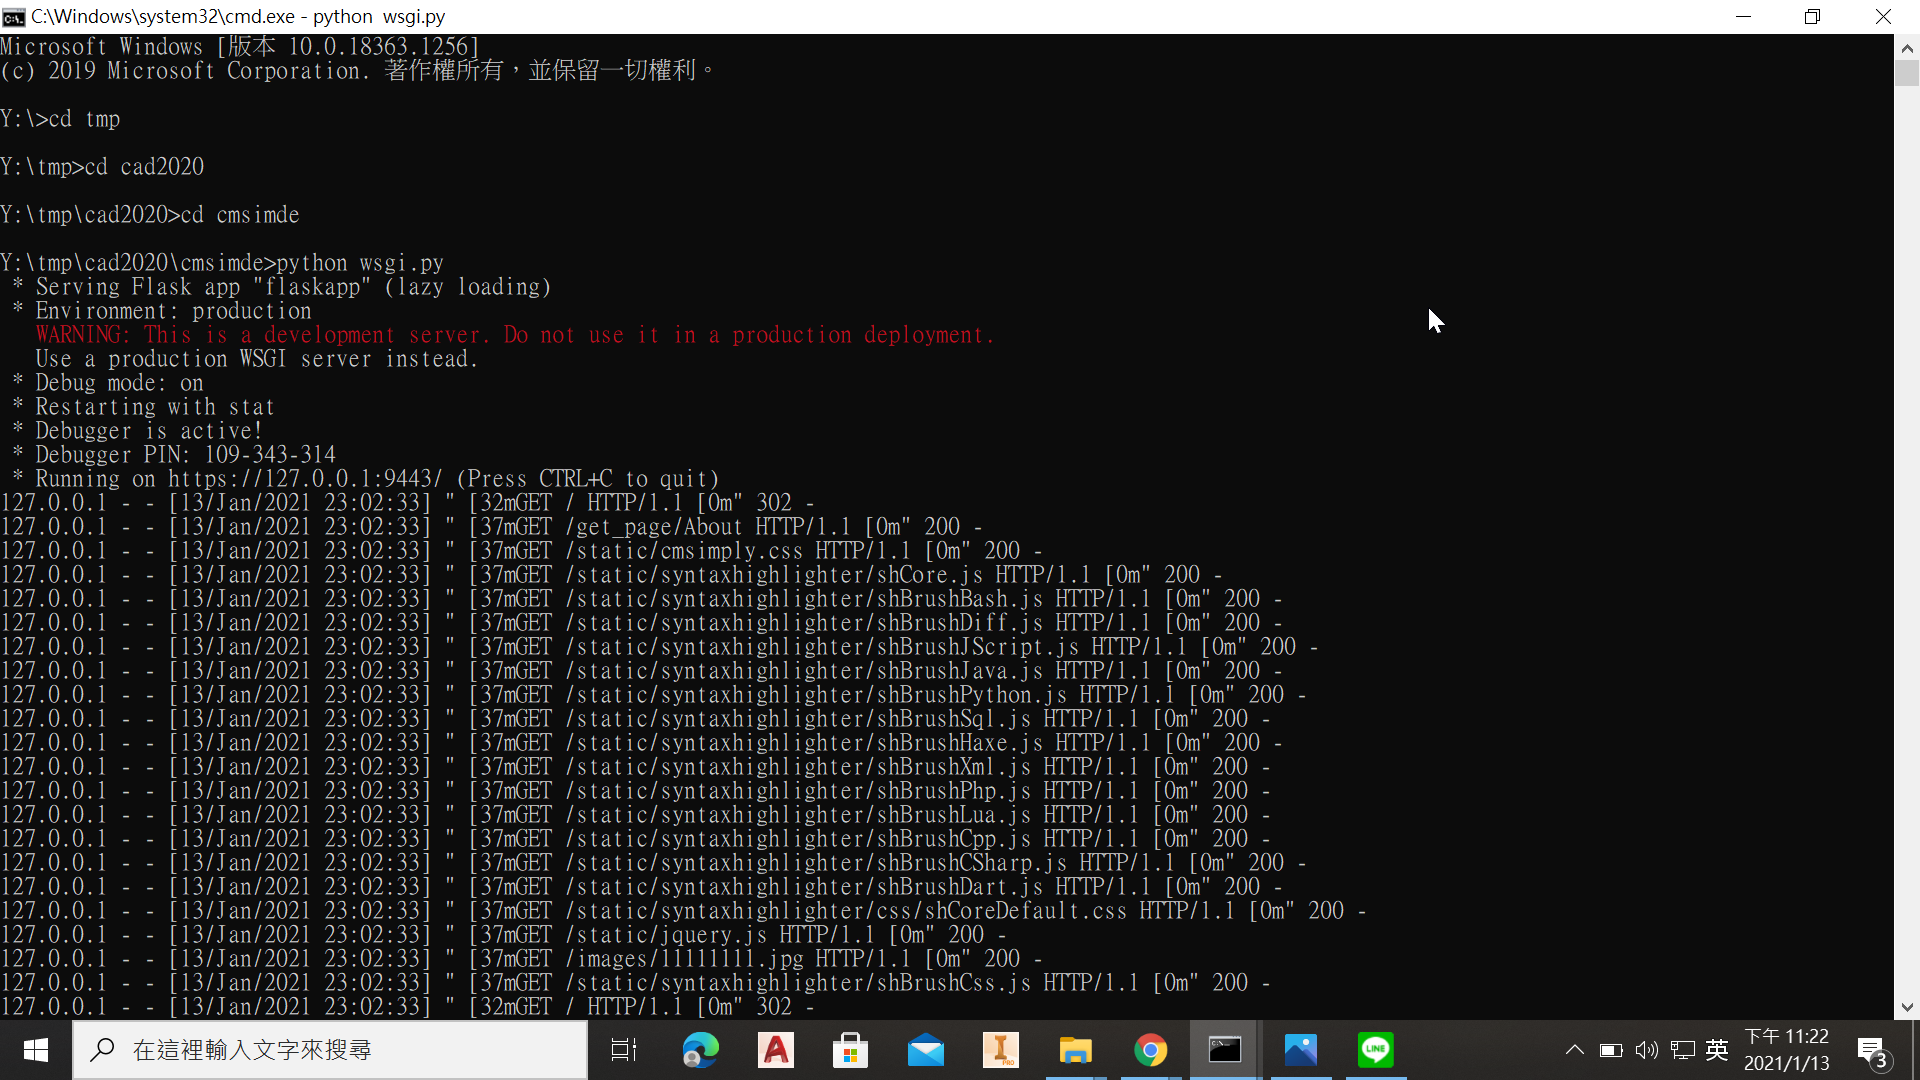 C:\Windows\system32\cmd.exe - python  wsgi.py
Microsoft Windows [版本 10.0.18363.1256]
(c) 2019 Microsoft Corporation. 著作權所有，並保留一切權利。
Y:\>cd tmp
Y:\tmp>cd cad2020
Y:\tmp\cad2020>cd cmsimde
Y:\tmp\cad2020\cmsimde>python wsgi.py
 * Serving Flask app "flaskapp" (lazy loading)
 * Environment: production
   WARNING: This is a development server. Do not use it in a production deployment.
   Use a production WSGI server instead.
 * Debug mode: on
 * Restarting with stat
 * Debugger is active!
 * Debugger PIN: 109-343-314
 * Running on https://127.0.0.1:9443/ (Press CTRL+C to quit)
127.0.0.1 - - [13/Jan/2021 23:02:33] " [32mGET / HTTP/1.1 [0m" 302 -
127.0.0.1 - - [13/Jan/2021 23:02:33] " [37mGET /get_page/About HTTP/1.1 [0m" 200 -
127.0.0.1 - - [13/Jan/2021 23:02:33] " [37mGET /static/cmsimply.css HTTP/1.1 [0m" 200 -
127.0.0.1 - - [13/Jan/2021 23:02:33] " [37mGET /static/syntaxhighlighter/shCore.js HTTP/1.1 [0m" 200 -
127.0.0.1 - - [13/Jan/2021 23:02:33] " [37mGET /static/syntaxhighlighter/shBrushBash.js HTTP/1.1 [0m" 200 -
127.0.0.1 - - [13/Jan/2021 23:02:33] " [37mGET /static/syntaxhighlighter/shBrushDiff.js HTTP/1.1 [0m" 200 -
127.0.0.1 - - [13/Jan/2021 23:02:33] " [37mGET /static/syntaxhighlighter/shBrushJScript.js HTTP/1.1 [0m" 200 -
127.0.0.1 - - [13/Jan/2021 23:02:33] " [37mGET /static/syntaxhighlighter/shBrushJava.js HTTP/1.1 [0m" 200 -
127.0.0.1 - - [13/Jan/2021 23:02:33] " [37mGET /static/syntaxhighlighter/shBrushPython.js HTTP/1.1 [0m" 200 -
127.0.0.1 - - [13/Jan/2021 23:02:33] " [37mGET /static/syntaxhighlighter/shBrushSql.js HTTP/1.1 [0m" 200 -
127.0.0.1 - - [13/Jan/2021 23:02:33] " [37mGET /static/syntaxhighlighter/shBrushHaxe.js HTTP/1.1 [0m" 200 -
127.0.0.1 - - [13/Jan/2021 23:02:33] " [37mGET /static/syntaxhighlighter/shBrushXml.js HTTP/1.1 [0m" 200 -
127.0.0.1 - - [13/Jan/2021 23:02:33] " [37mGET /static/syntaxhighlighter/shBrushPhp.js HTTP/1.1 [0m" 200 -
127.0.0.1 - - [13/Jan/2021 23:02:33] " [37mGET /static/syntaxhighlighter/shBrushLua.js HTTP/1.1 [0m" 200 -
127.0.0.1 - - [13/Jan/2021 23:02:33] " [37mGET /static/syntaxhighlighter/shBrushCpp.js HTTP/1.1 [0m" 200 -
127.0.0.1 - - [13/Jan/2021 23:02:33] " [37mGET /static/syntaxhighlighter/shBrushCSharp.js HTTP/1.1 [0m" 200 -
127.0.0.1 - - [13/Jan/2021 23:02:33] " [37mGET /static/syntaxhighlighter/shBrushDart.js HTTP/1.1 [0m" 200 -
127.0.0.1 - - [13/Jan/2021 23:02:33] " [37mGET /static/syntaxhighlighter/css/shCoreDefault.css HTTP/1.1 [0m" 200 -
127.0.0.1 - - [13/Jan/2021 23:02:33] " [37mGET /static/jquery.js HTTP/1.1 [0m" 200 -
127.0.0.1 - - [13/Jan/2021 23:02:33] " [37mGET /images/11111111.jpg HTTP/1.1 [0m" 200 -
127.0.0.1 - - [13/Jan/2021 23:02:33] " [37mGET /static/syntaxhighlighter/shBrushCss.js HTTP/1.1 [0m" 200 -
127.0.0.1 - - [13/Jan/2021 23:02:33] " [32mGET / HTTP/1.1 [0m" 302 -
在這裡輸入文字來搜尋
A
I
PRO
C:\_
LINE
英
下午 11:22
2021/1/13
3